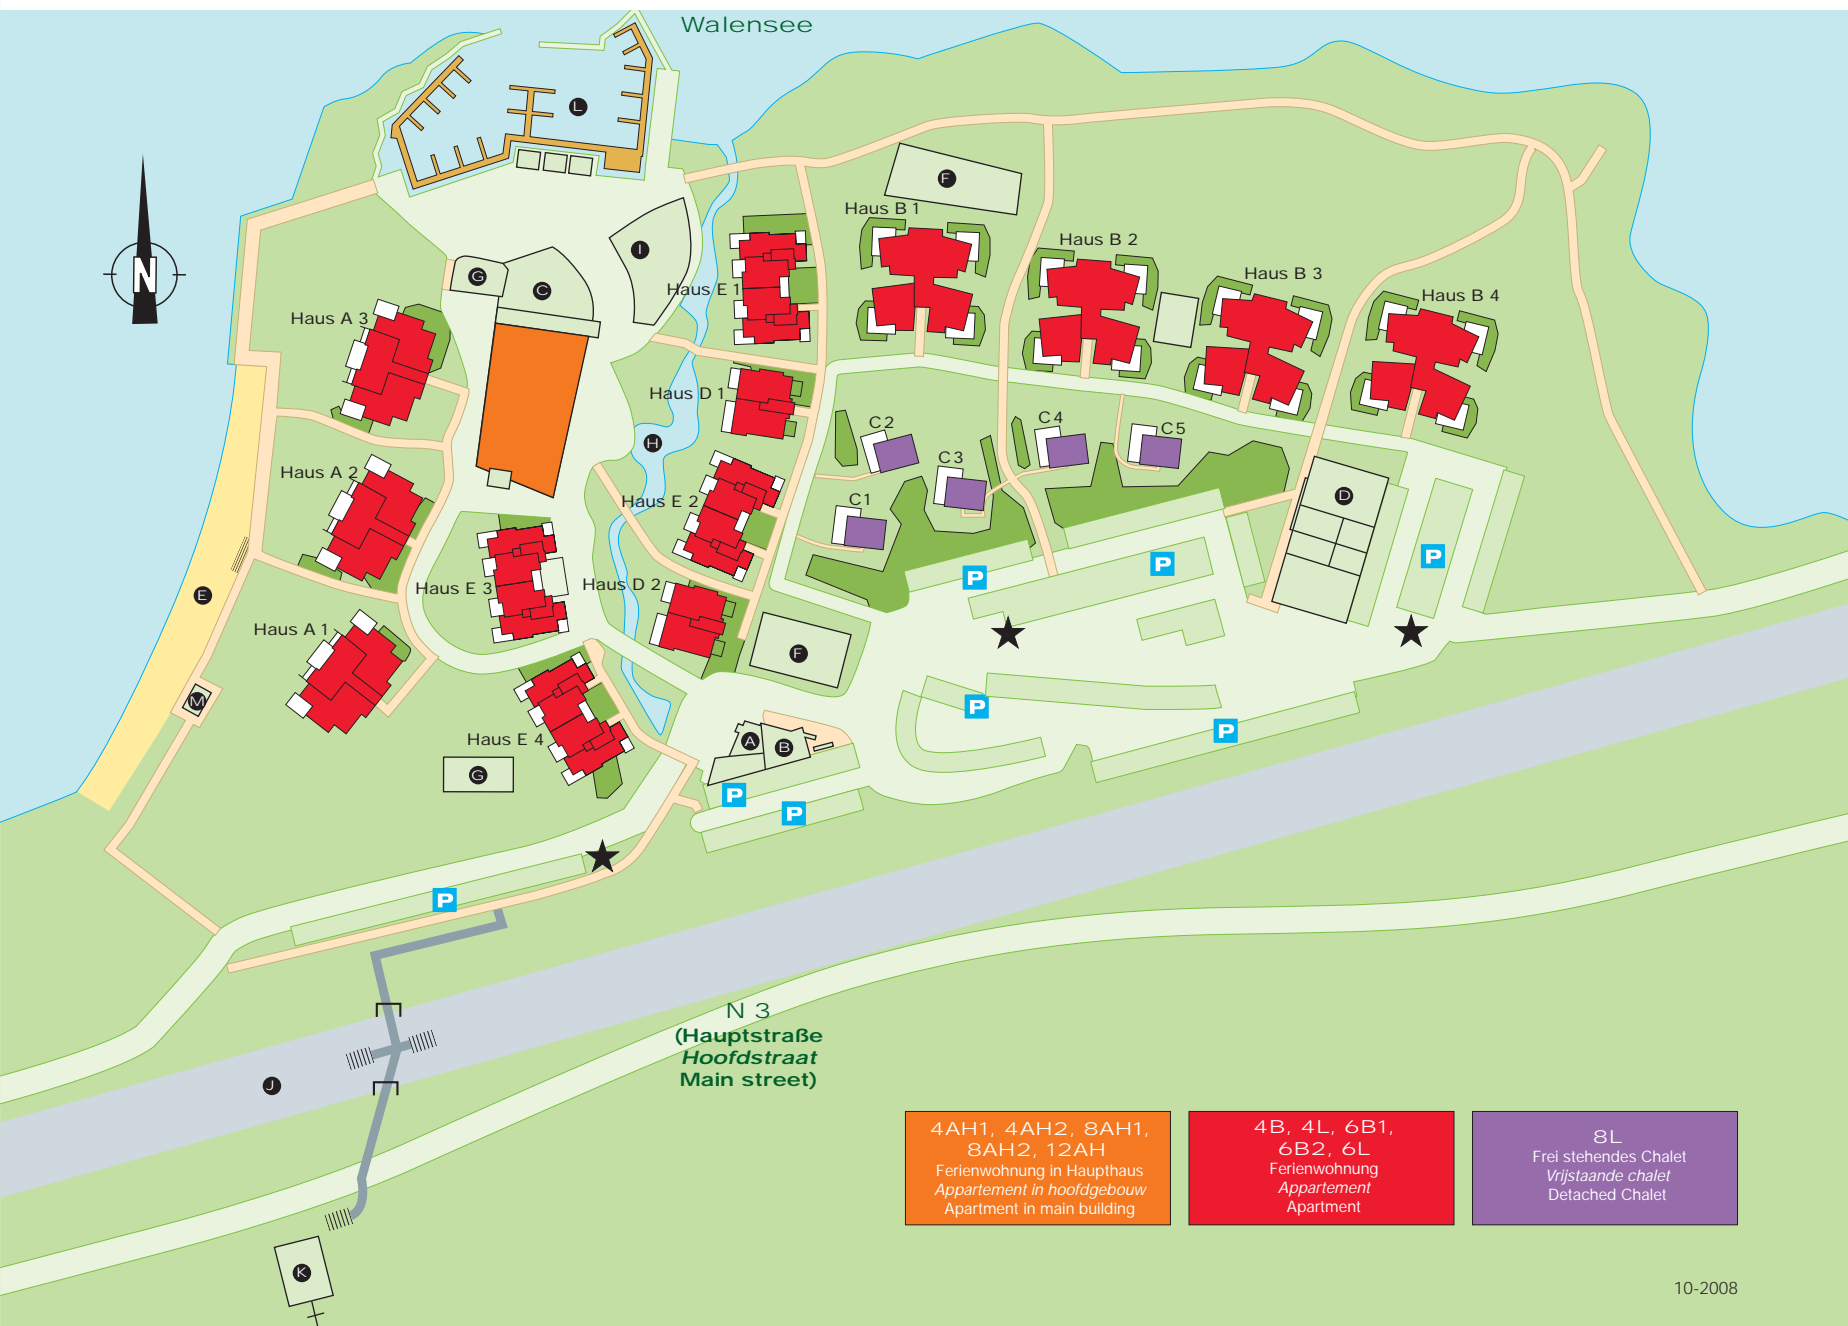 Walensee
L
F
Haus B 1
N
G
C
I
Haus E 1
Haus B 2
Haus B 3
Haus B 4
Haus A 3
Haus D 1
H
C2
C3
C4
C5
Haus A 2
Haus E 2
C1
D
P
P
P
E
Haus E 3
Haus D 2
Haus A 1
F
M
P
P
Haus E 4
A
B
G
P
P
P
N 3
(Hauptstraße
Hoofdstraat
Main street)
J
K
4AH1, 4AH2, 8AH1,
8AH2, 12AH
Ferienwohnung in Haupthaus
Appartement in hoofdgebouw
Apartment in main building
4B, 4L, 6B1,
6B2, 6L
Ferienwohnung
Appartement
Apartment
8L
Frei stehendes Chalet
Vrijstaande chalet
Detached Chalet
10-2008